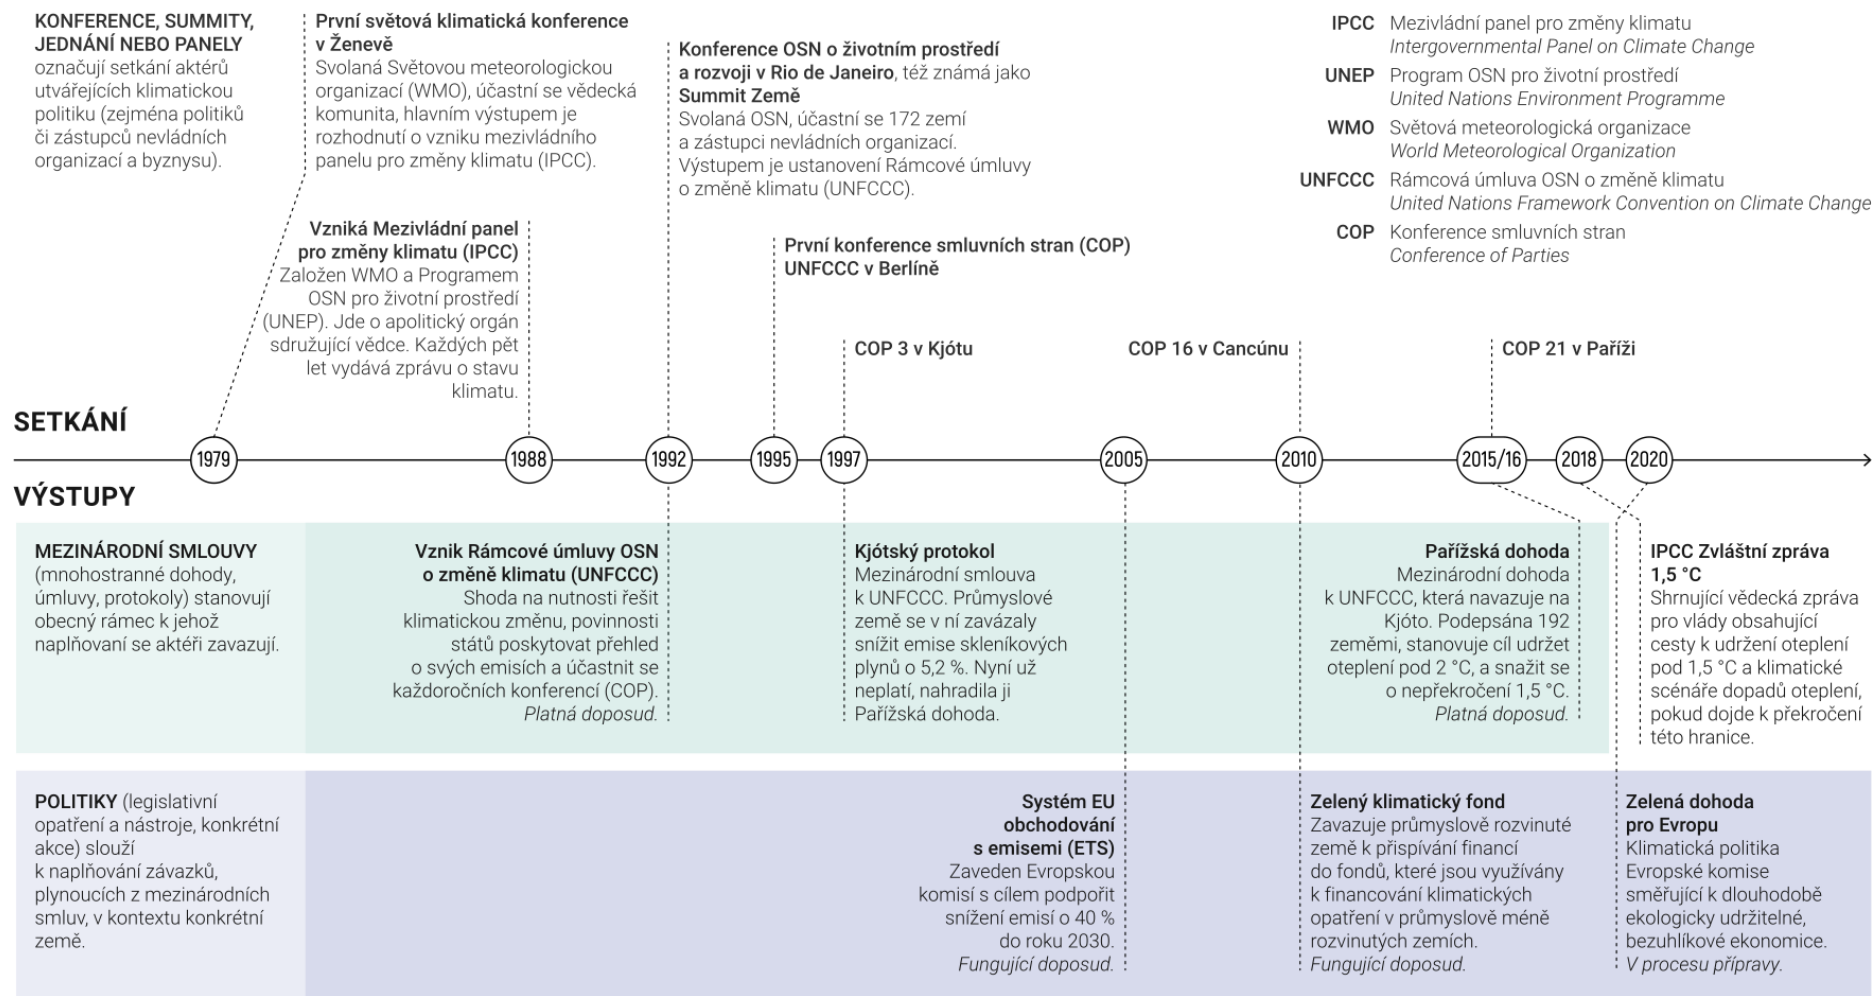 KONFERENCE, SUMMITY,
JEDNÁNÍ NEBO PANELY
označují setkání aktérů
utvářejících klimatickou
politiku (zejména politiků
či zástupců nevládních
organizací a byznysu).
První světová klimatická konference
v Ženevě
Svolaná Světovou meteorologickou
organizací (WMO), účastní se vědecká
komunita, hlavním výstupem je
rozhodnutí o vzniku mezivládního
panelu pro změny klimatu (IPCC).
Vzniká Mezivládní panel
pro změny klimatu (IPCC)
Založen WMO a Programem
OSN pro životní prostředí
(UNEP). Jde o apolitický orgán
sdružující vědce. Každých pět
let vydává zprávu o stavu
klimatu.
Konference OSN o životním prostředí
a rozvoji v Rio de Janeiro, též známá jako
Summit Země
Svolaná OSN, účastní se 172 zemí
a zástupci nevládních organizací.
Výstupem je ustanovení Rámcové úmluvy
o změně klimatu (UNFCCC).
První konference smluvních stran (COP)
UNFCCC v Berlíně
COP 3 v Kjótu
COP 16 v Cancúnu
COP 21 v Paříži
IPCC Mezivládní panel pro změny klimatu
Intergovernmental Panel on Climate Change
UNEP Program OSN pro životní prostředí
United Nations Environment Programme
WMO Světová meteorologická organizace
World Meteorological Organization
UNFCCC Rámcová úmluva OSN o změně klimatu
United Nations Framework Convention on Climate Change
COP Konference smluvních stran
Conference of Parties
SETKÁNÍ
1979 1988 1992 1995 1997 2005 2010 2015/16 2018 2020
VÝSTUPY
MEZINÁRODNÍ SMLOUVY
(mnohostranné dohody,
úmluvy, protokoly) stanovují
obecný rámec k jehož
naplňovaní se aktéři zavazují.
Vznik Rámcové úmluvy OSN
o změně klimatu (UNFCCC)
Shoda na nutnosti řešit
klimatickou změnu, povinnosti
států poskytovat přehled
o svých emisích a účastnit se
každoročních konferencí (COP).
Platná doposud.
Kjótský protokol
Mezinárodní smlouva
k UNFCCC. Průmyslové
země se v ní zavázaly
snížit emise skleníkových
plynů o 5,2 %. Nyní už
neplatí, nahradila ji
Pařížská dohoda.
Pařížská dohoda
Mezinárodní dohoda
k UNFCCC, která navazuje na
Kjóto. Podepsána 192
zeměmi, stanovuje cíl udržet
oteplení pod 2 °C, a snažit se
o nepřekročení 1,5 °C.
Platná doposud.
IPCC Zvláštní zpráva
1,5 °C
Shrnující vědecká zpráva
pro vlády obsahující
cesty k udržení oteplení
pod 1,5 °C a klimatické
scénáře dopadů oteplení,
pokud dojde k překročení
této hranice.
POLITIKY (legislativní
opatření a nástroje, konkrétní
akce) slouží
k naplňování závazků,
plynoucích z mezinárodních
smluv, v kontextu konkrétní
země.
Systém EU
obchodování
s emisemi (ETS)
Zaveden Evropskou
komisí s cílem podpořit
snížení emisí o 40 %
do roku 2030.
Fungující doposud.
Zelený klimatický fond
Zavazuje průmyslově rozvinuté
země k přispívání financí
do fondů, které jsou využívány
k financování klimatických
opatření v průmyslově méně
rozvinutých zemích.
Fungující doposud.
Zelená dohoda
pro Evropu
Klimatická politika
Evropské komise
směřující k dlouhodobě
ekologicky udržitelné,
bezuhlíkové ekonomice.
V procesu přípravy.